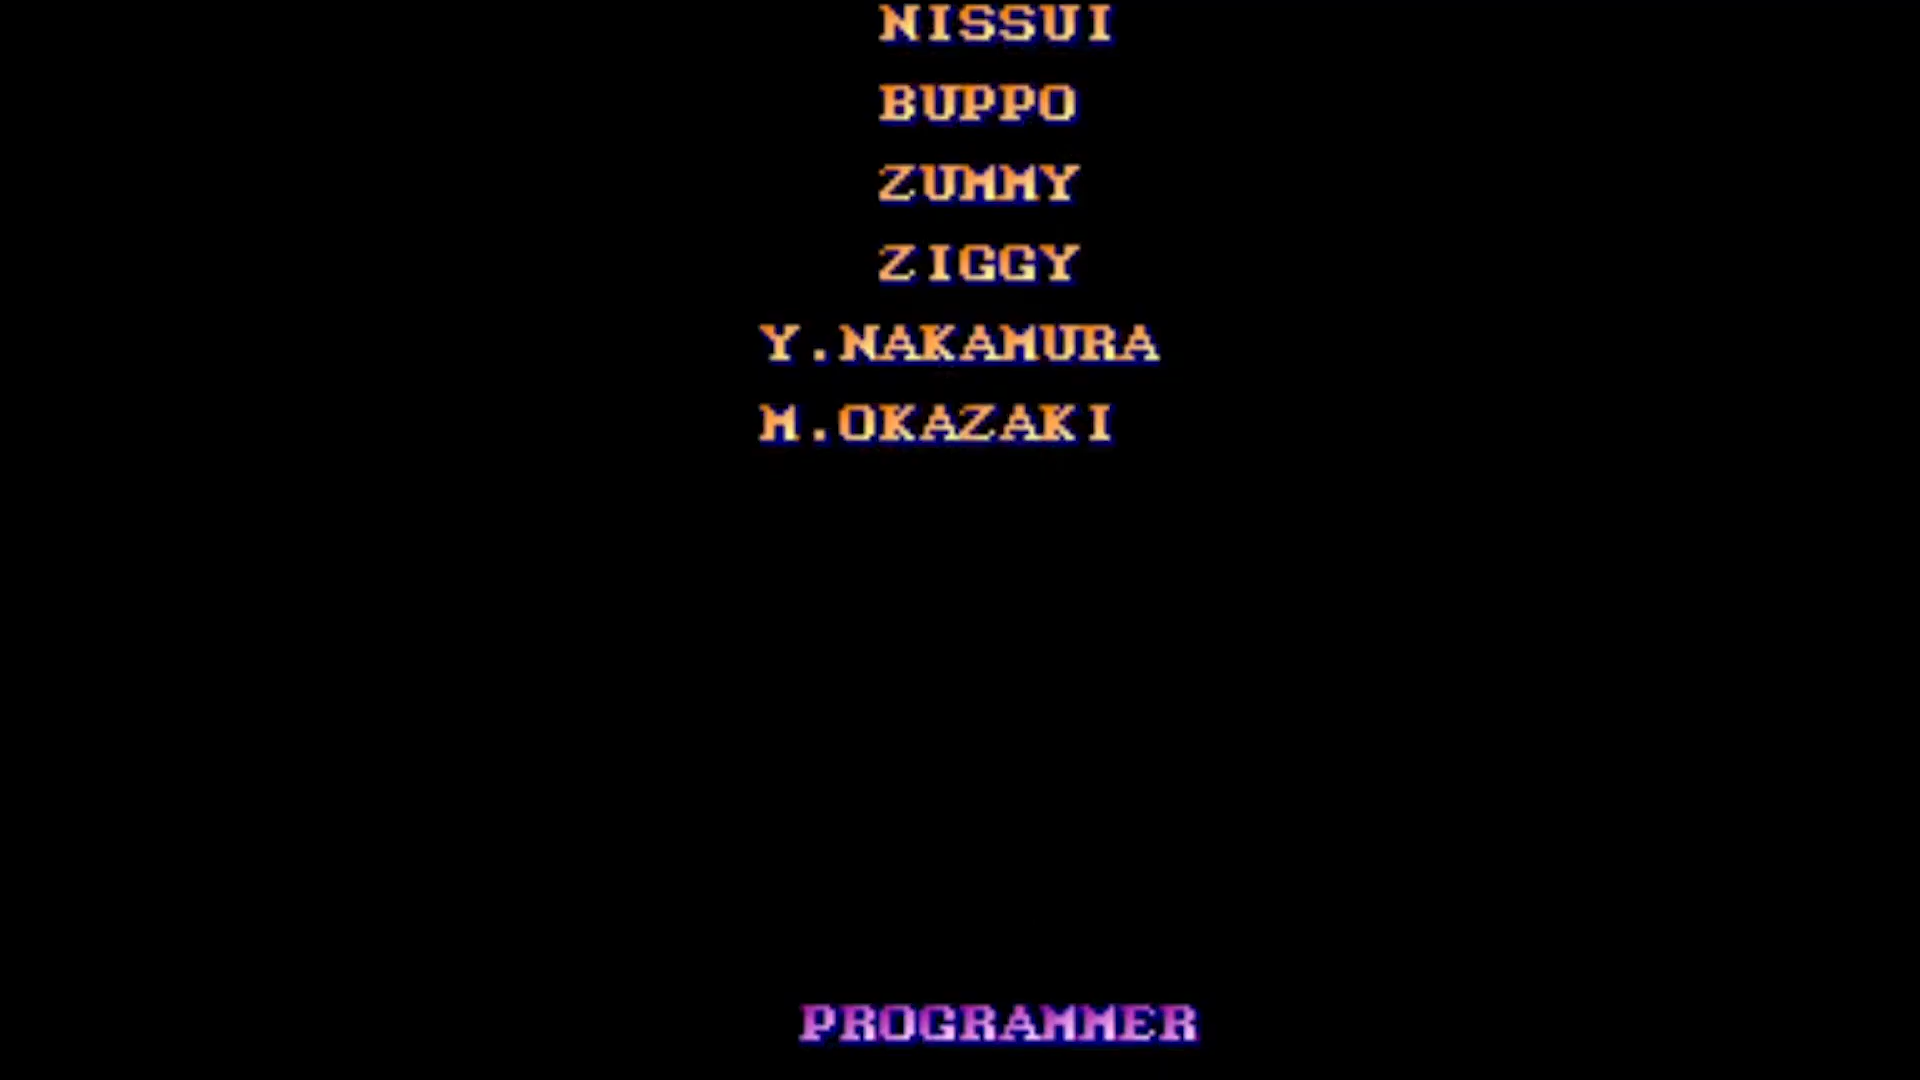 NISSUI
BUPPO
ZUMMY
ZIGGY
Y.NAKAMURA
M.OKAZAKI
PROGRAMMER